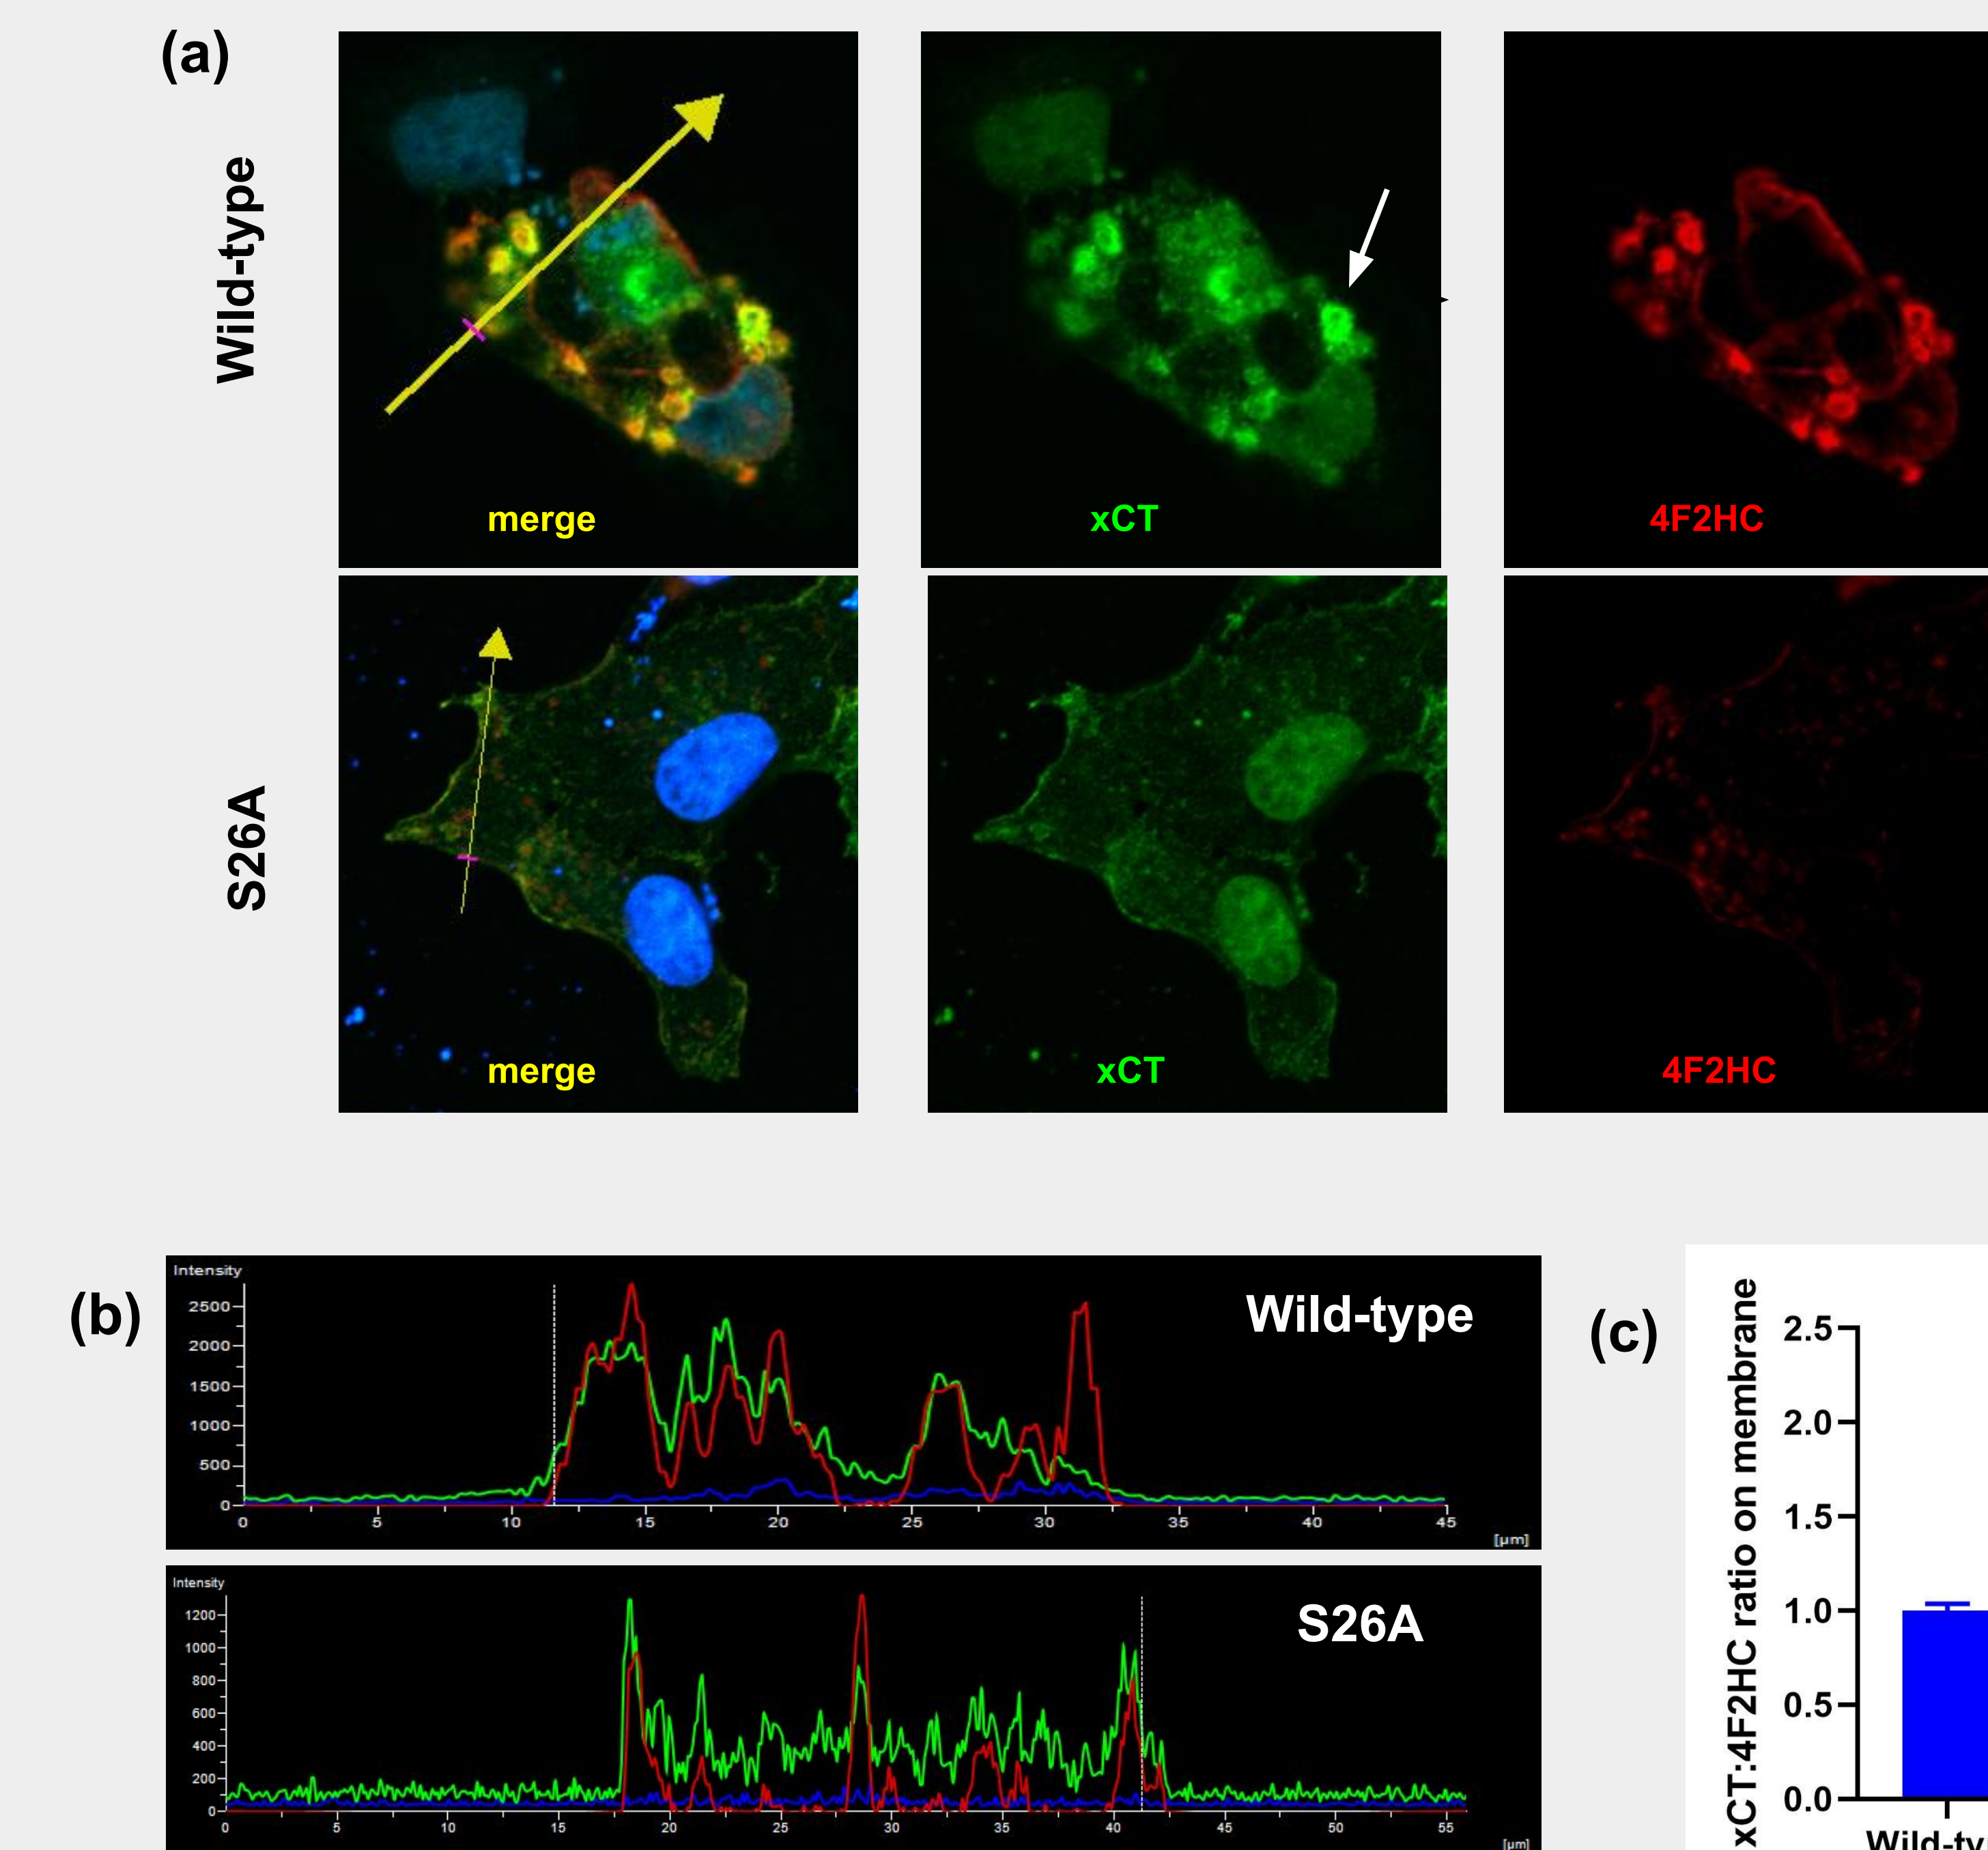 (a)
Wild-type
merge
xCT
4F2HC
S26A
merge
xCT
4F2HC
(b)
Intensity
Wild-type
2500
2000
1500
1000
500
0
0 5 10 15 20 25 30 35 40 45
[µm]
Intensity
S26A
1200
1000
800
600
400
200
0
0 5 10 15 20 25 30 35 40 45 50 55
[µm]
(c)
xCT:4F2HC ratio on membrane
2.5
2.0
1.5
1.0
0.5
0.0
Wild-ty